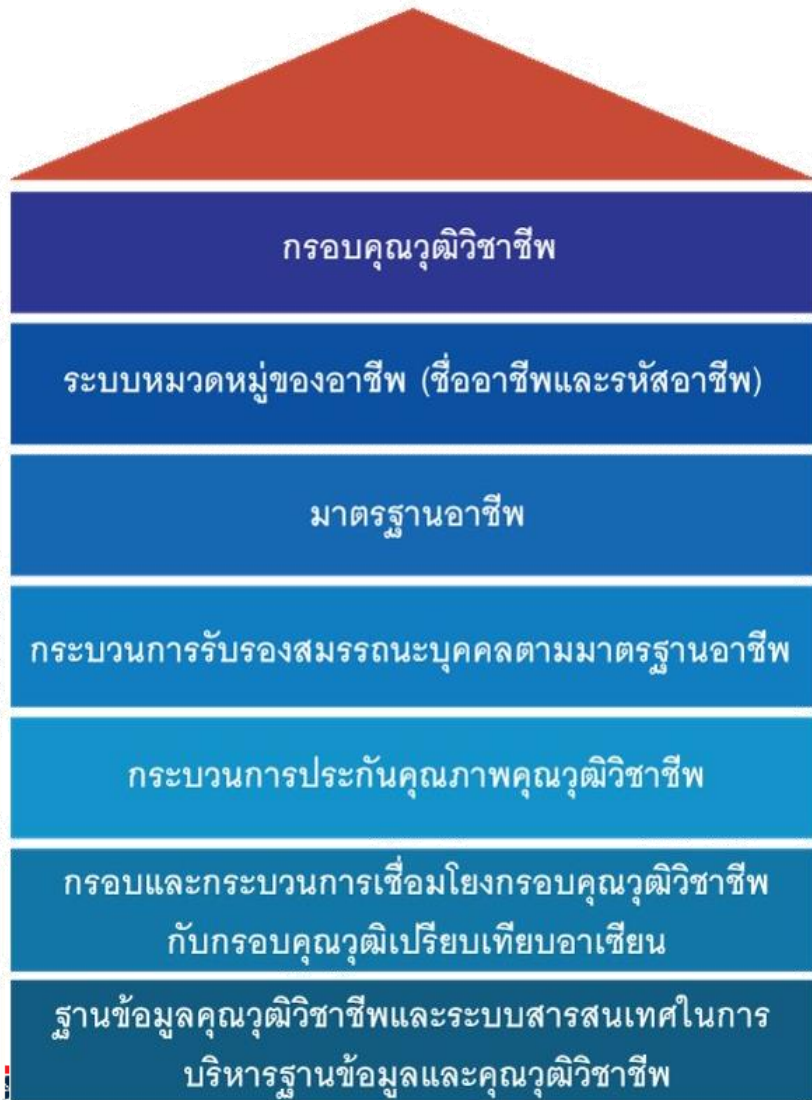 กรอบคุณวุฒิวิชาชีพ
ระบบหมวดหมู่ของอาชีพ (ชื่ออาชีพและรหัสอาชีพ)
มาตรฐานอาชีพ
กระบวนการรับรองสมรรถนะบุคคลตามมาตรฐานอาชีพ
กระบวนการประกันคุณภาพคุณวุฒิวิชาชีพ
กรอบและกระบวนการเชื่อมโยงกรอบคุณวุฒิวิชาชีพ
กับกรอบคุณวุฒิเปรียบเทียบอาเซียน
ฐานข้อมูลคุณวุฒิวิชาชีพและระบบสารสนเทศในการ
บริหารฐานข้อมูลและคุณวุฒิวิชาชีพ